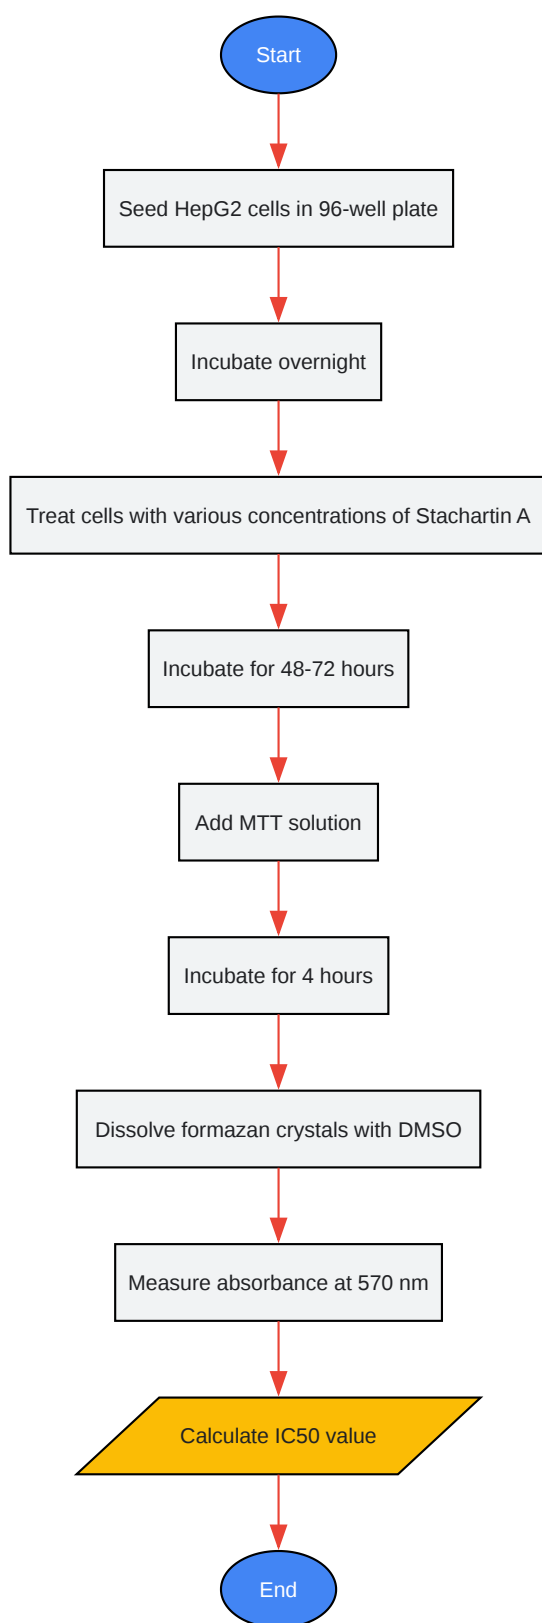 Start
Seed HepG2 cells in 96-well plate
Incubate overnight
Treat cells with various concentrations of Stachartin A
Incubate for 48-72 hours
Add MTT solution
Incubate for 4 hours
Dissolve formazan crystals with DMSO
Measure absorbance at 570 nm
Calculate IC50 value
End